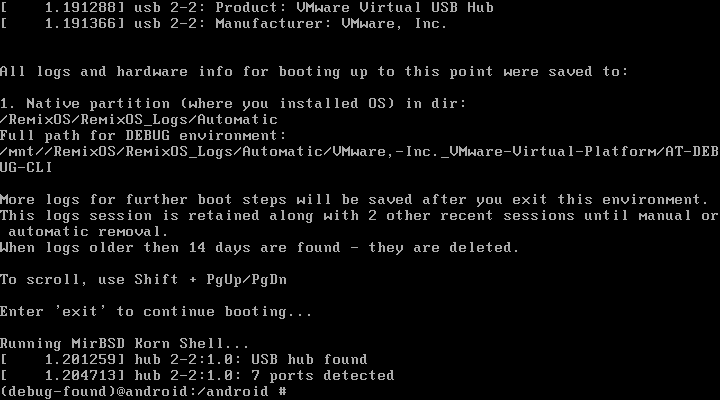 [    1.191288] usb 2-2: Product: VMware Virtual USB Hub
[    1.191366] usb 2-2: Manufacturer: VMware, Inc.
All logs and hardware info for booting up to this point were saved to:
1. Native partition (where you installed OS) in dir:
/RemixOS/RemixOS_Logs/Automatic
Full path for DEBUG environment:
/mnt//RemixOS/RemixOS_Logs/Automatic/VMware,-Inc._VMware-Virtual-Platform/AT-DEB
UG-CLI
More logs for further boot steps will be saved after you exit this environment.
This logs session is retained along with 2 other recent sessions until manual or
 automatic removal.
When logs older then 14 days are found - they are deleted.
To scroll, use Shift + PgUp/PgDn
Enter 'exit' to continue booting...
Running MirBSD Korn Shell...
[    1.201259] hub 2-2:1.0: USB hub found
[    1.204713] hub 2-2:1.0: 7 ports detected
(debug-found)@android:/android #